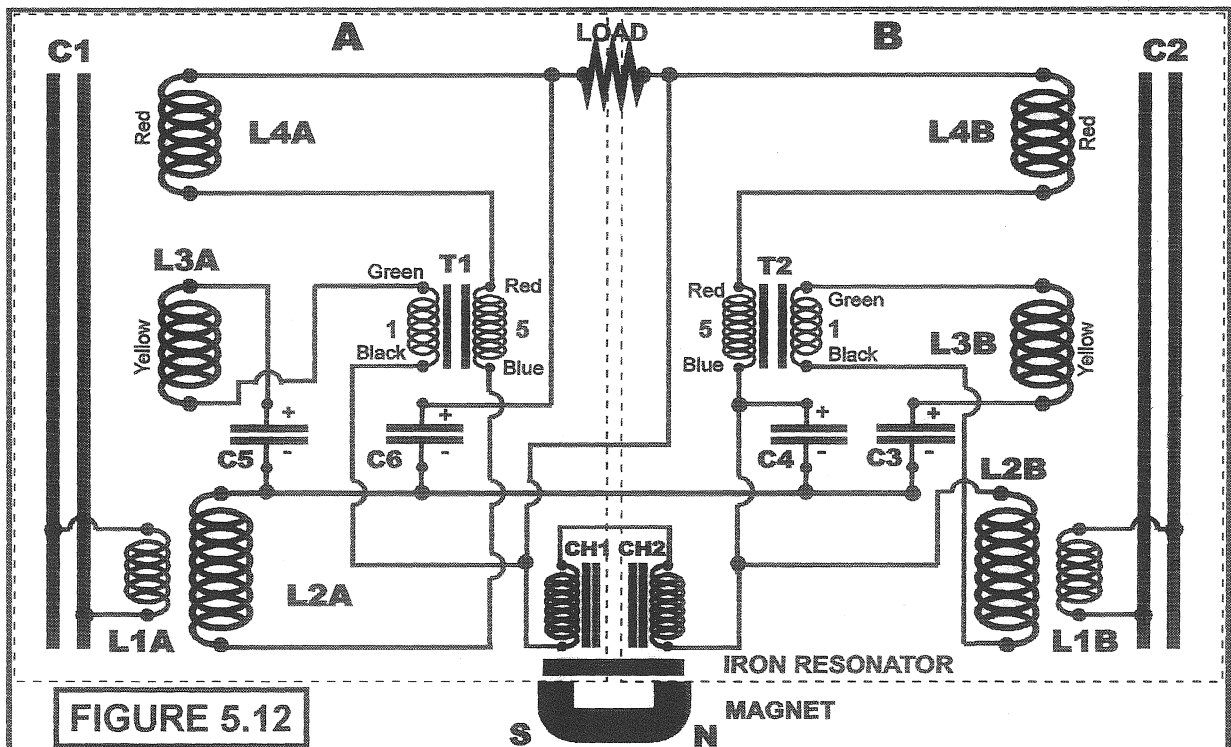 A LOAD B
C1 C2
Red L4A L4B Red
L3A T1 T2
Green Red Red Green
Yellow 1 5 5 1 L3B Yellow
Black Blue Blue Black
+ + + +
C5 - C6 - C4 - C3 -
L2B
CH1 CH2
L2A
L1A L1B
IRON RESONATOR
FIGURE 5.12 MAGNET
S N